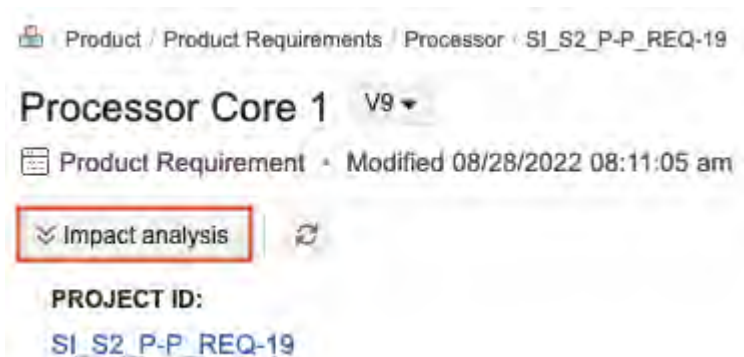 Product / Product Requirements / Processor / SI_S2_P-P_REQ-19
Processor Core 1 V9
Product Requirement • Modified 08/28/2022 08:11:05 am
Impact analysis
PROJECT ID:
SI_S2_P-P_REQ-19